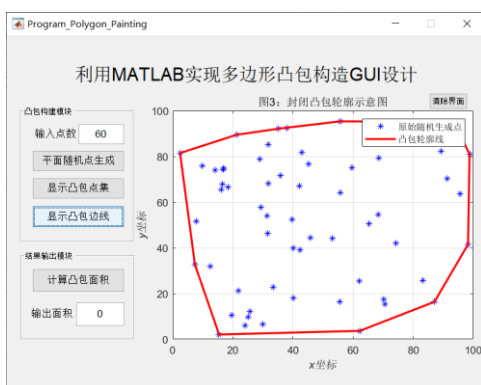 Program_Polygon_Painting
利用MATLAB实现多边形凸包构造GUI设计
凸包构建模块
输入点数 60
平面随机点生成
显示凸包点集
显示凸包边线
结果输出模块
计算凸包面积
输出面积 0
图3：封闭凸包轮廓示意图
清除界面
原始随机生成点
凸包轮廓线
y坐标
100
80
60
40
20
0
0 20 40 60 80 100
x坐标